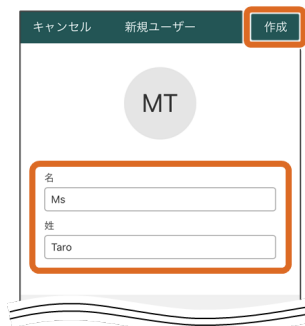 キャンセル 新規ユーザー 作成
MT
名
Ms
姓
Taro